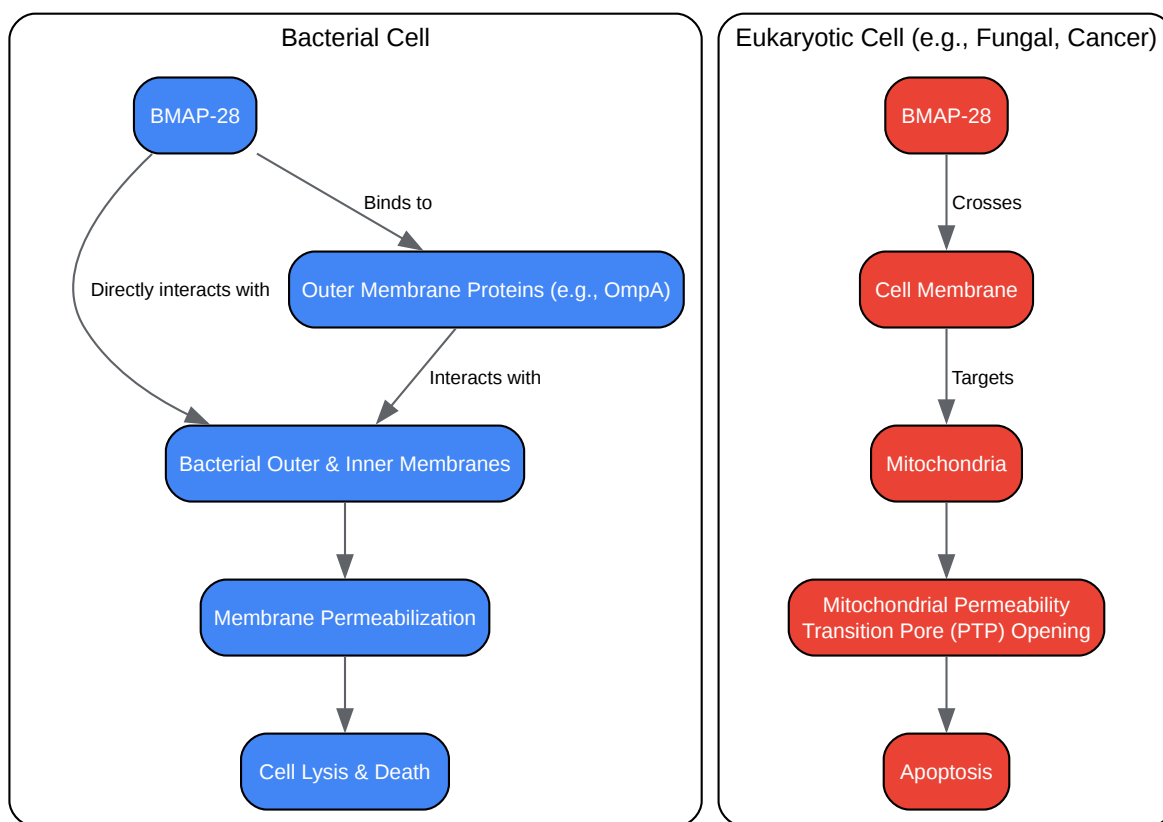 Bacterial Cell
BMAP-28
Binds to
Directly interacts with
Outer Membrane Proteins (e.g., OmpA)
Interacts with
Bacterial Outer & Inner Membranes
Membrane Permeabilization
Cell Lysis & Death
Eukaryotic Cell (e.g., Fungal, Cancer)
BMAP-28
Crosses
Cell Membrane
Targets
Mitochondria
Mitochondrial Permeability
Transition Pore (PTP) Opening
Apoptosis